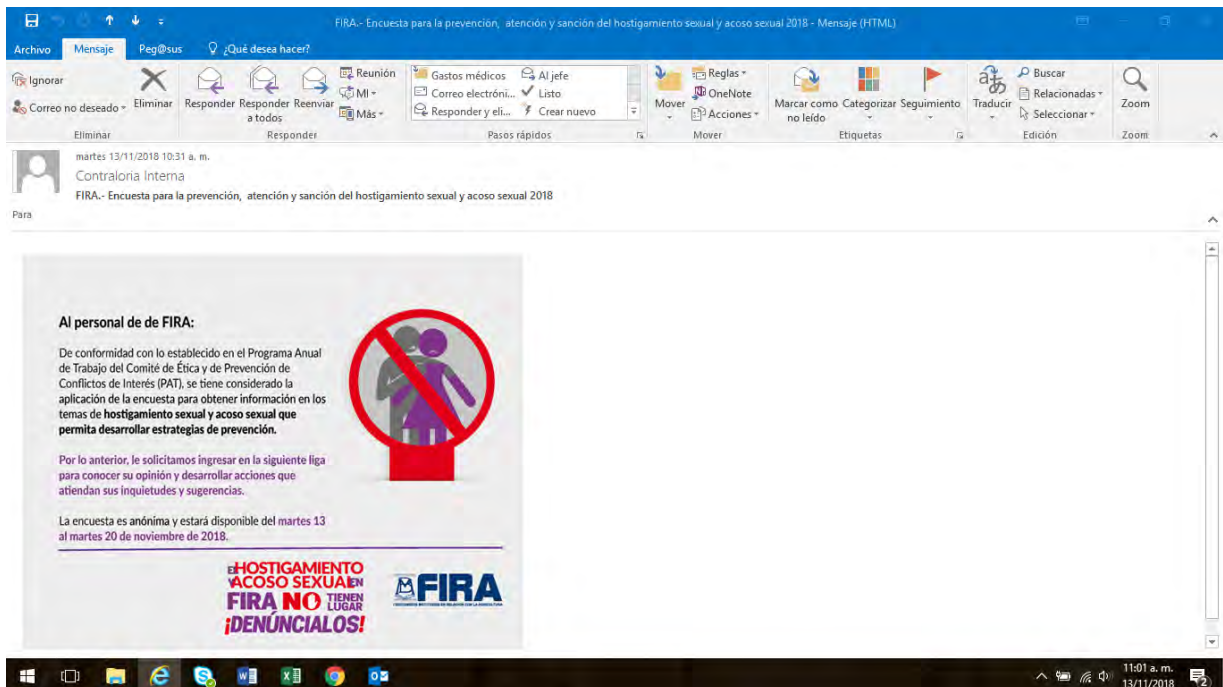 FIRA.- Encuesta para la prevención, atención y sanción del hostigamiento sexual y acoso sexual 2018 - Mensaje (HTML)
Archivo Mensaje Peg@sus ¿Qué desea hacer?
Ignorar
Correo no deseado
Eliminar
Responder
Responder a todos
Reenviar
Reunión
MI
Más
Gastos médicos
Correo electróni...
Responder y eli...
Al jefe
Listo
Crear nuevo
Mover
Reglas
OneNote
Acciones
Marcar como no leído
Categorizar
Seguimiento
Traducir
Buscar
Relacionadas
Seleccionar
Zoom
Eliminar Responder Pasos rápidos Mover Etiquetas Edición Zoom
martes 13/11/2018 10:31 a. m.
Contraloria Interna
FIRA.- Encuesta para la prevención, atención y sanción del hostigamiento sexual y acoso sexual 2018
Para
Al personal de de FIRA:
De conformidad con lo establecido en el Programa Anual
de Trabajo del Comité de Ética y de Prevención de
Conflictos de Interés (PAT), se tiene considerado la
aplicación de la encuesta para obtener información en los
temas de hostigamiento sexual y acoso sexual que
permita desarrollar estrategias de prevención.
Por lo anterior, le solicitamos ingresar en la siguiente liga
para conocer su opinión y desarrollar acciones que
atiendan sus inquietudes y sugerencias.
La encuesta es anónima y estará disponible del martes 13
al martes 20 de noviembre de 2018.
EL HOSTIGAMIENTO
Y ACOSO SEXUAL EN
FIRA NO TIENEN LUGAR
¡DENÚNCIALOS!
FIRA
11:01 a. m.
13/11/2018
2